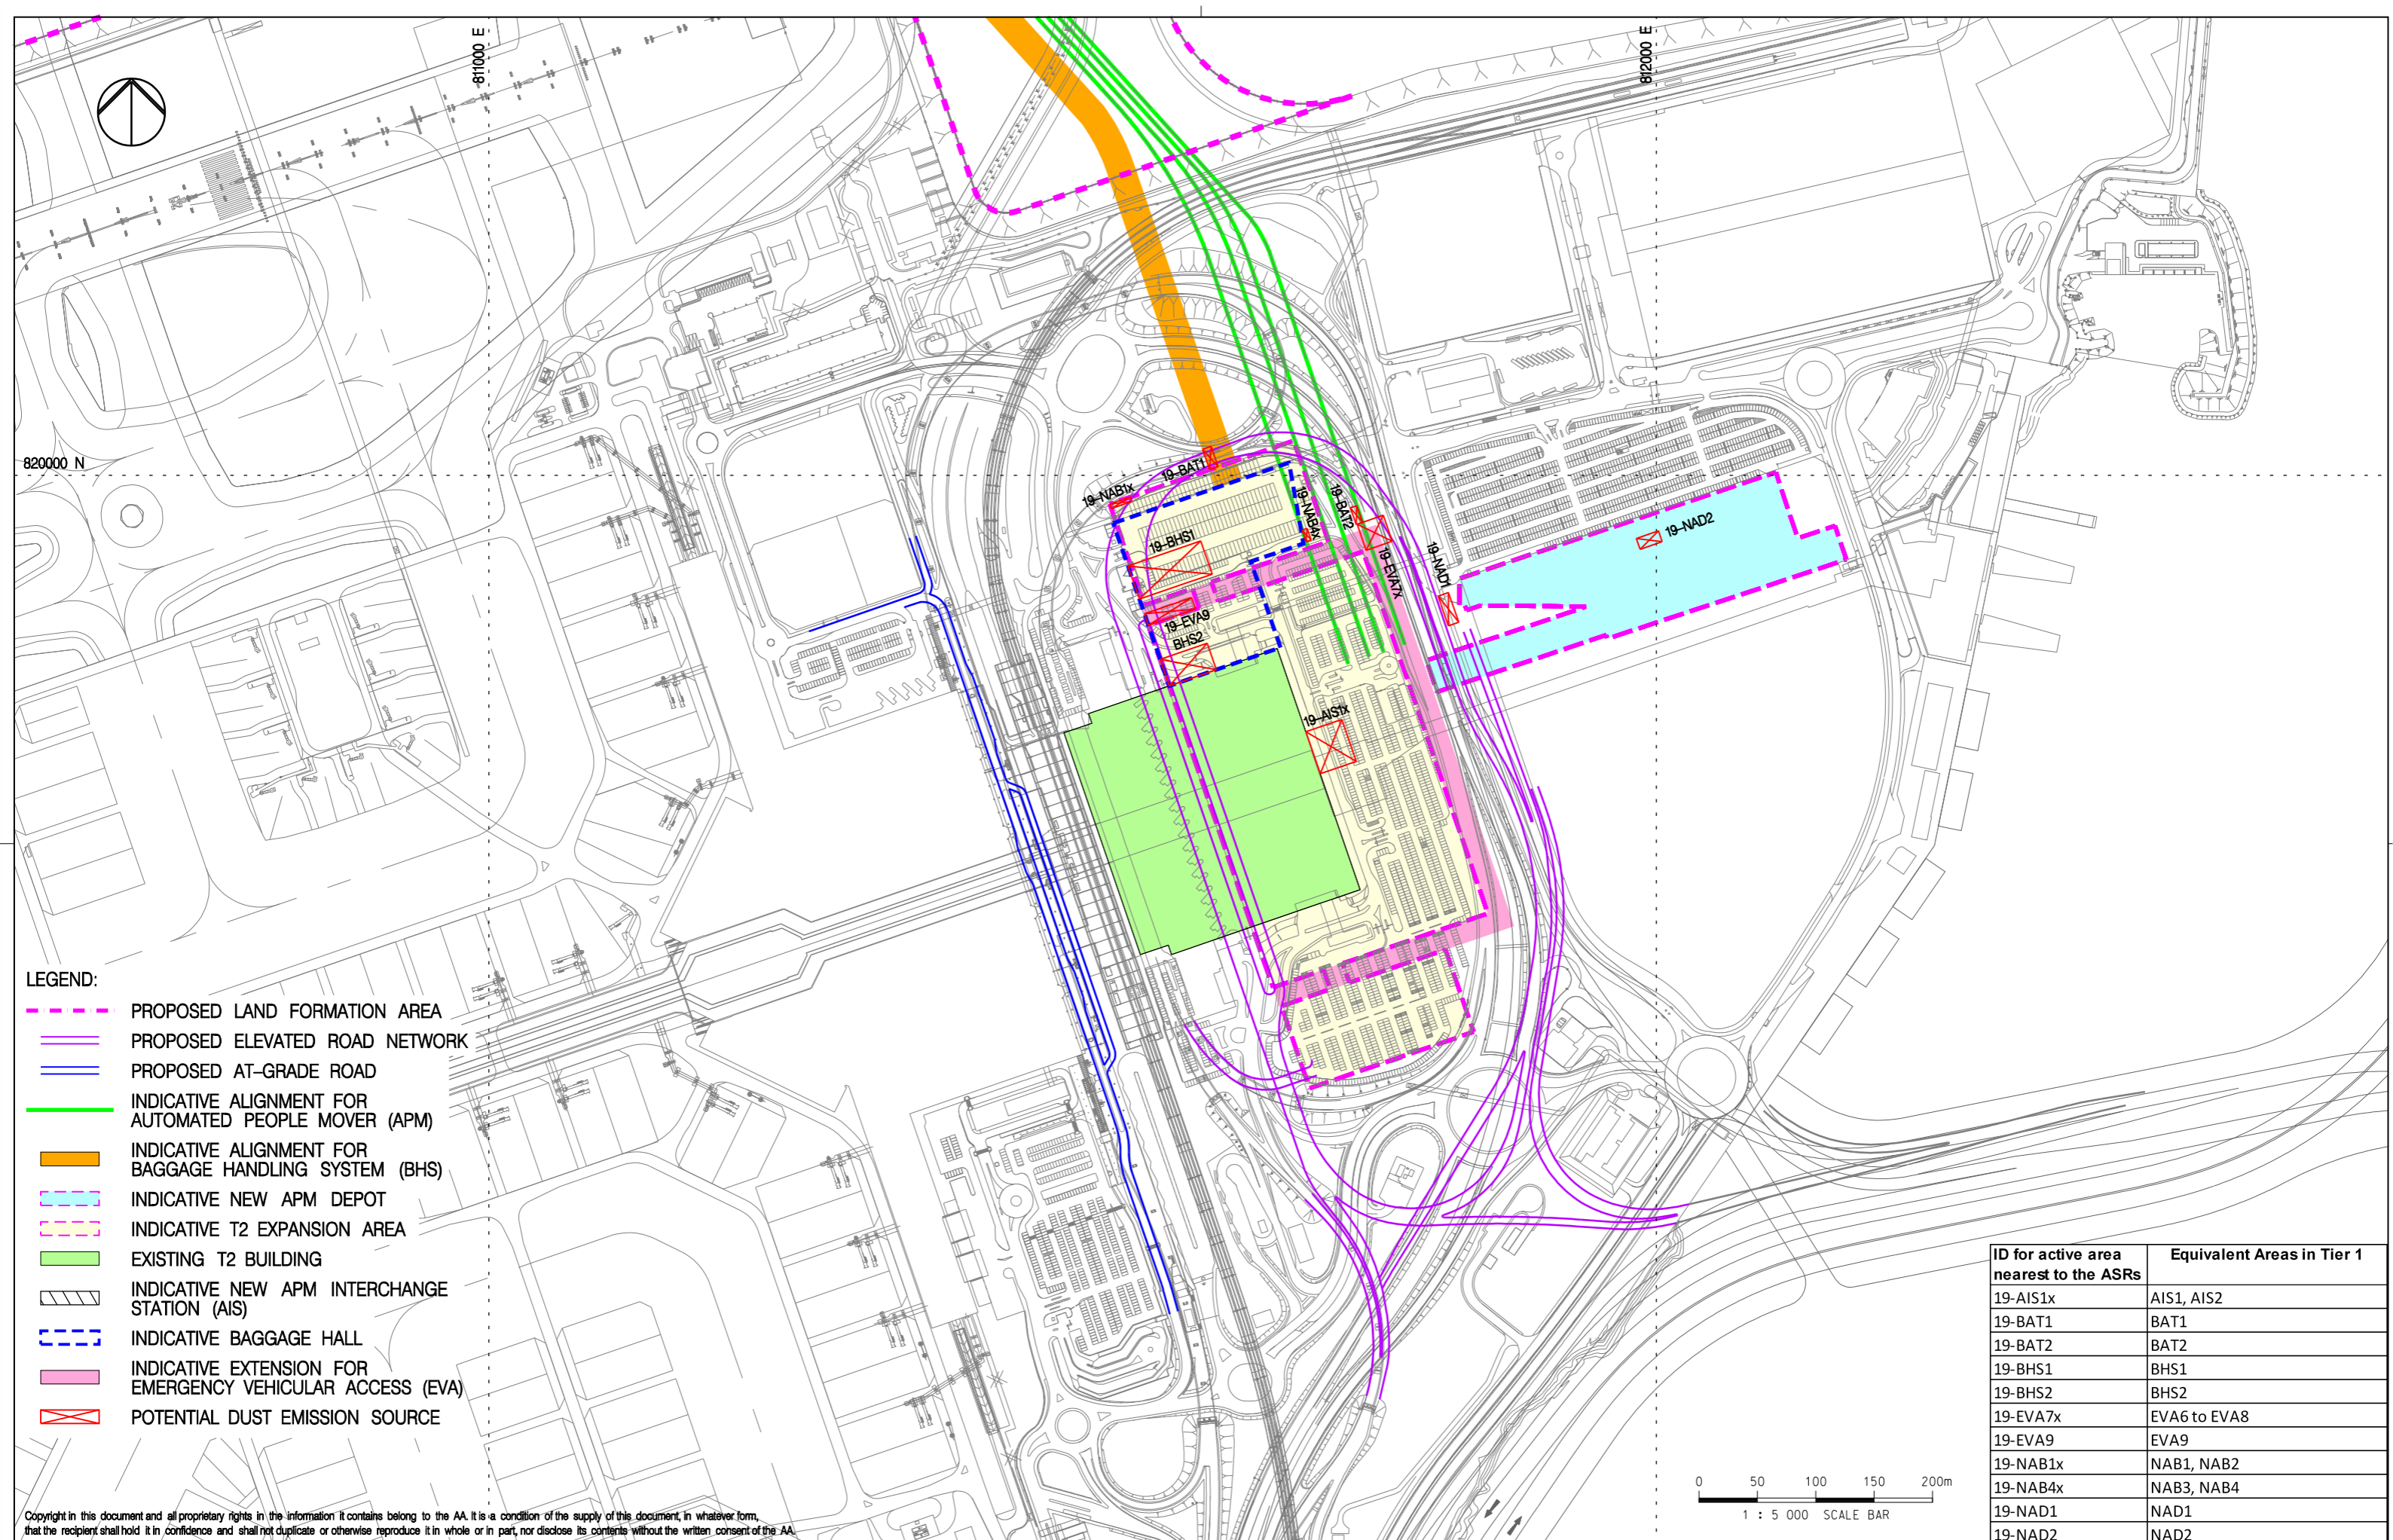 811000 E
812000 E
820000 N
19-BAT1
19-NAB1x
19-NAB4x
19-BAT2
19-BHS1
19-EVA7x
19-NAD1
19-NAD2
19-EVA9
BHS2
19-AIS1x
LEGEND:
PROPOSED LAND FORMATION AREA
PROPOSED ELEVATED ROAD NETWORK
PROPOSED AT-GRADE ROAD
INDICATIVE ALIGNMENT FOR
AUTOMATED PEOPLE MOVER (APM)
INDICATIVE ALIGNMENT FOR
BAGGAGE HANDLING SYSTEM (BHS)
INDICATIVE NEW APM DEPOT
INDICATIVE T2 EXPANSION AREA
EXISTING T2 BUILDING
INDICATIVE NEW APM INTERCHANGE
STATION (AIS)
INDICATIVE BAGGAGE HALL
INDICATIVE EXTENSION FOR
EMERGENCY VEHICULAR ACCESS (EVA)
POTENTIAL DUST EMISSION SOURCE
Copyright in this document and all proprietary rights in the information it contains belong to the AA. It is a condition of the supply of this document, in whatever form,
that the recipient shall hold it in confidence and shall not duplicate or otherwise reproduce it in whole or in part, nor disclose its contents without the written consent of the AA.
0 50 100 150 200m
1 : 5 000 SCALE BAR
ID for active area nearest to the ASRs Equivalent Areas in Tier 1
19-AIS1x AIS1, AIS2
19-BAT1 BAT1
19-BAT2 BAT2
19-BHS1 BHS1
19-BHS2 BHS2
19-EVA7x EVA6 to EVA8
19-EVA9 EVA9
19-NAB1x NAB1, NAB2
19-NAB4x NAB3, NAB4
19-NAD1 NAD1
19-NAD2 NAD2